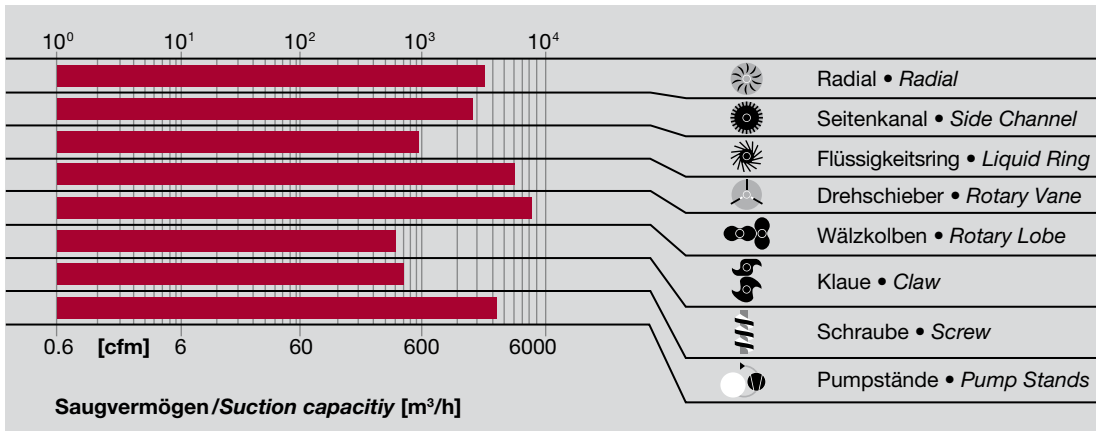 10⁰ 10¹ 10² 10³ 10⁴
Radial • Radial
Seitenkanal • Side Channel
Flüssigkeitsring • Liquid Ring
Drehschieber • Rotary Vane
Wälzkolben • Rotary Lobe
Klaue • Claw
Schraube • Screw
Pumpstände • Pump Stands
0.6 [cfm] 6 60 600 6000
Saugvermögen/Suction capacitiy [m³/h]